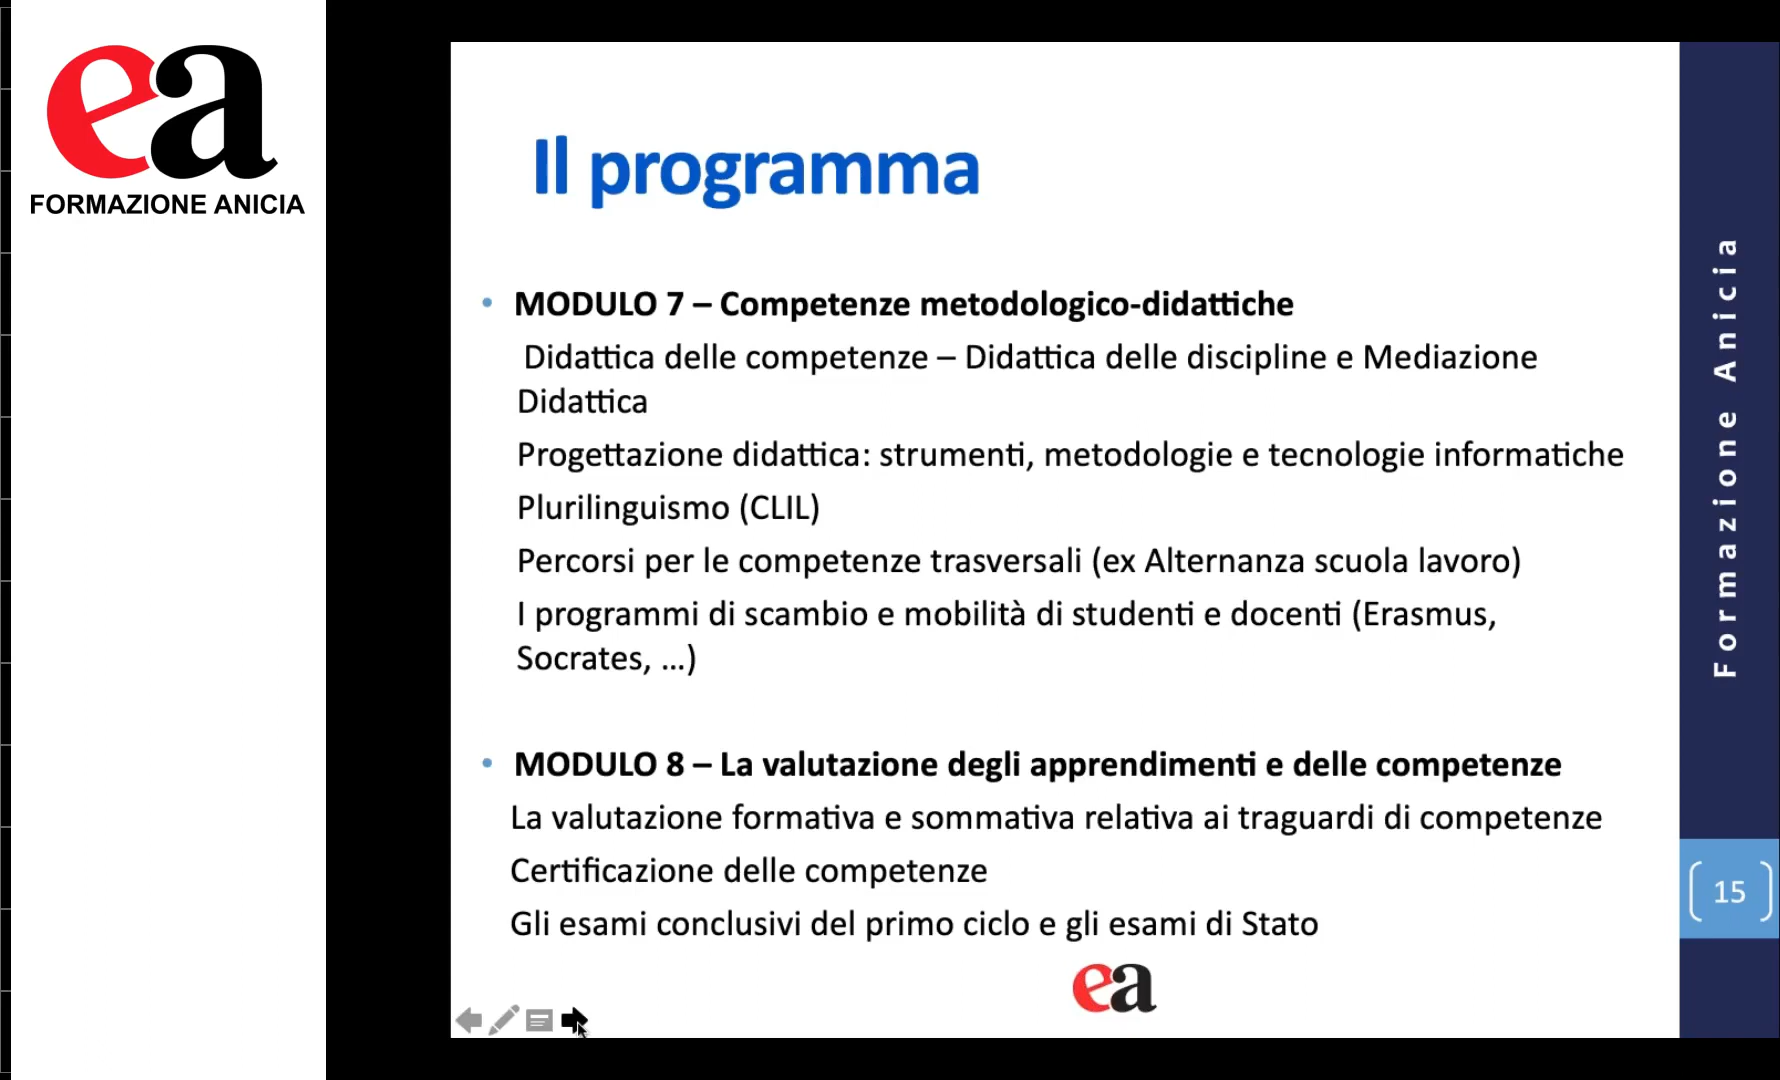 ea
FORMAZIONE ANICIA
Il programma
• MODULO 7 – Competenze metodologico-didattiche
Didattica delle competenze – Didattica delle discipline e Mediazione
Didattica
Progettazione didattica: strumenti, metodologie e tecnologie informatiche
Plurilinguismo (CLIL)
Percorsi per le competenze trasversali (ex Alternanza scuola lavoro)
I programmi di scambio e mobilità di studenti e docenti (Erasmus,
Socrates, ...)
• MODULO 8 – La valutazione degli apprendimenti e delle competenze
La valutazione formativa e sommativa relativa ai traguardi di competenze
Certificazione delle competenze
Gli esami conclusivi del primo ciclo e gli esami di Stato
ea
Formazione Anicia
15